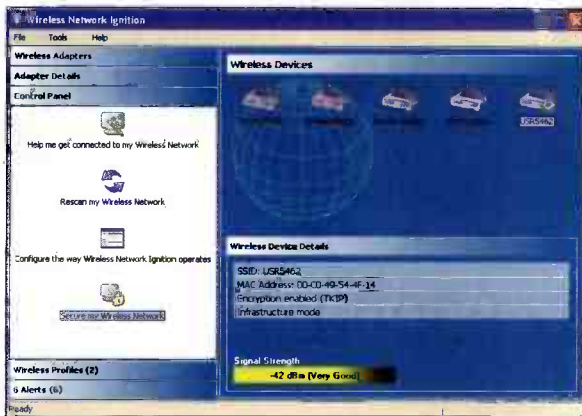 Wireless Network Ignition
File Tools Help
Wireless Adapters
Adapter Details
Control Panel
Help me get connected to my Wireless Network
Rescan my Wireless Network
Configure the way Wireless Network Ignition operates
Secure my Wireless Network
Wireless Profiles (2)
6 Alerts (6)
Ready
Wireless Devices
USR5462
Wireless Device Details
SSID: USR5462
MAC Address: 00-C0-49-54-4F-14
Encryption enabled (TKIP)
Infrastructure mode
Signal Strength
-42 dBm (Very Good)